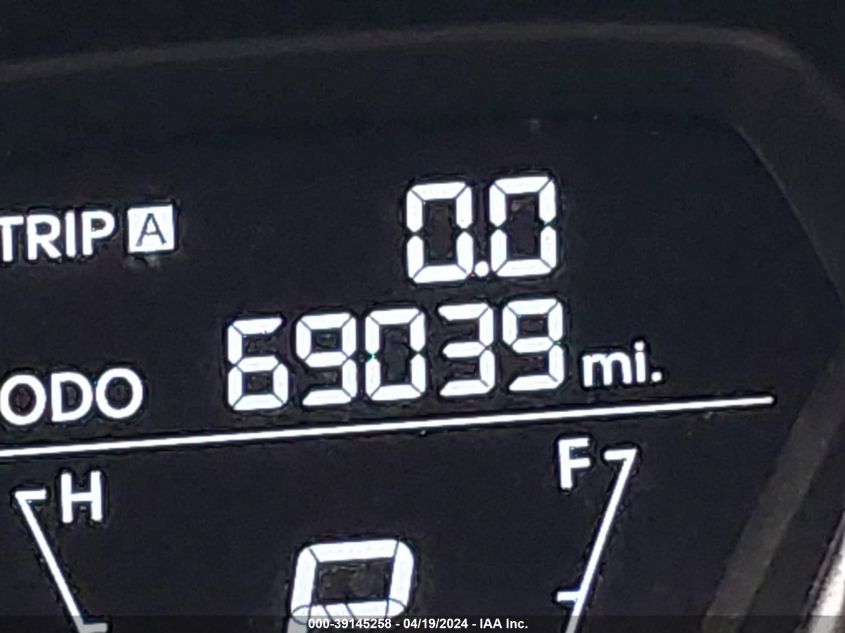 TRIP A 0.0
ODO 69039 mi.
H F
P
000-39145258 - 04/19/2024 - IAA Inc.